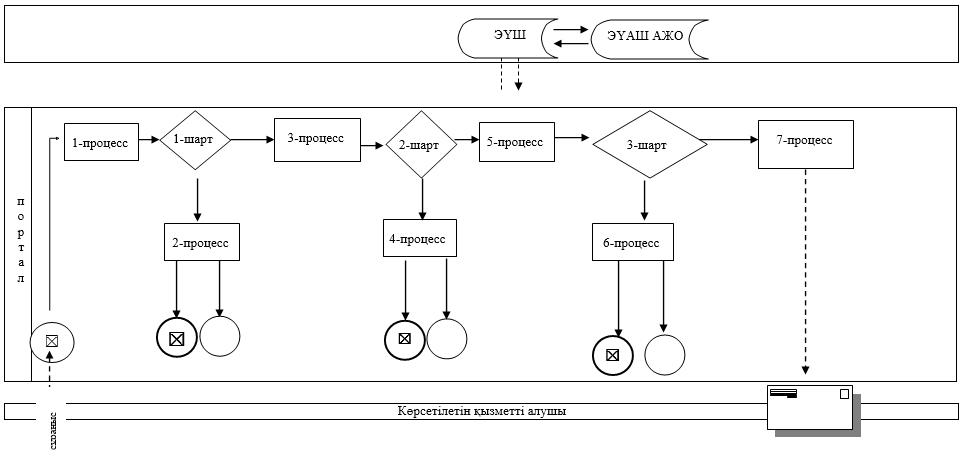 ЭҮШ
ЭҮАШ АЖО
портал
1-процесс
1-шарт
3-процесс
2-шарт
5-процесс
3-шарт
7-процесс
2-процесс
4-процесс
6-процесс
Көрсетілетін қызметті алушы
сұраныс